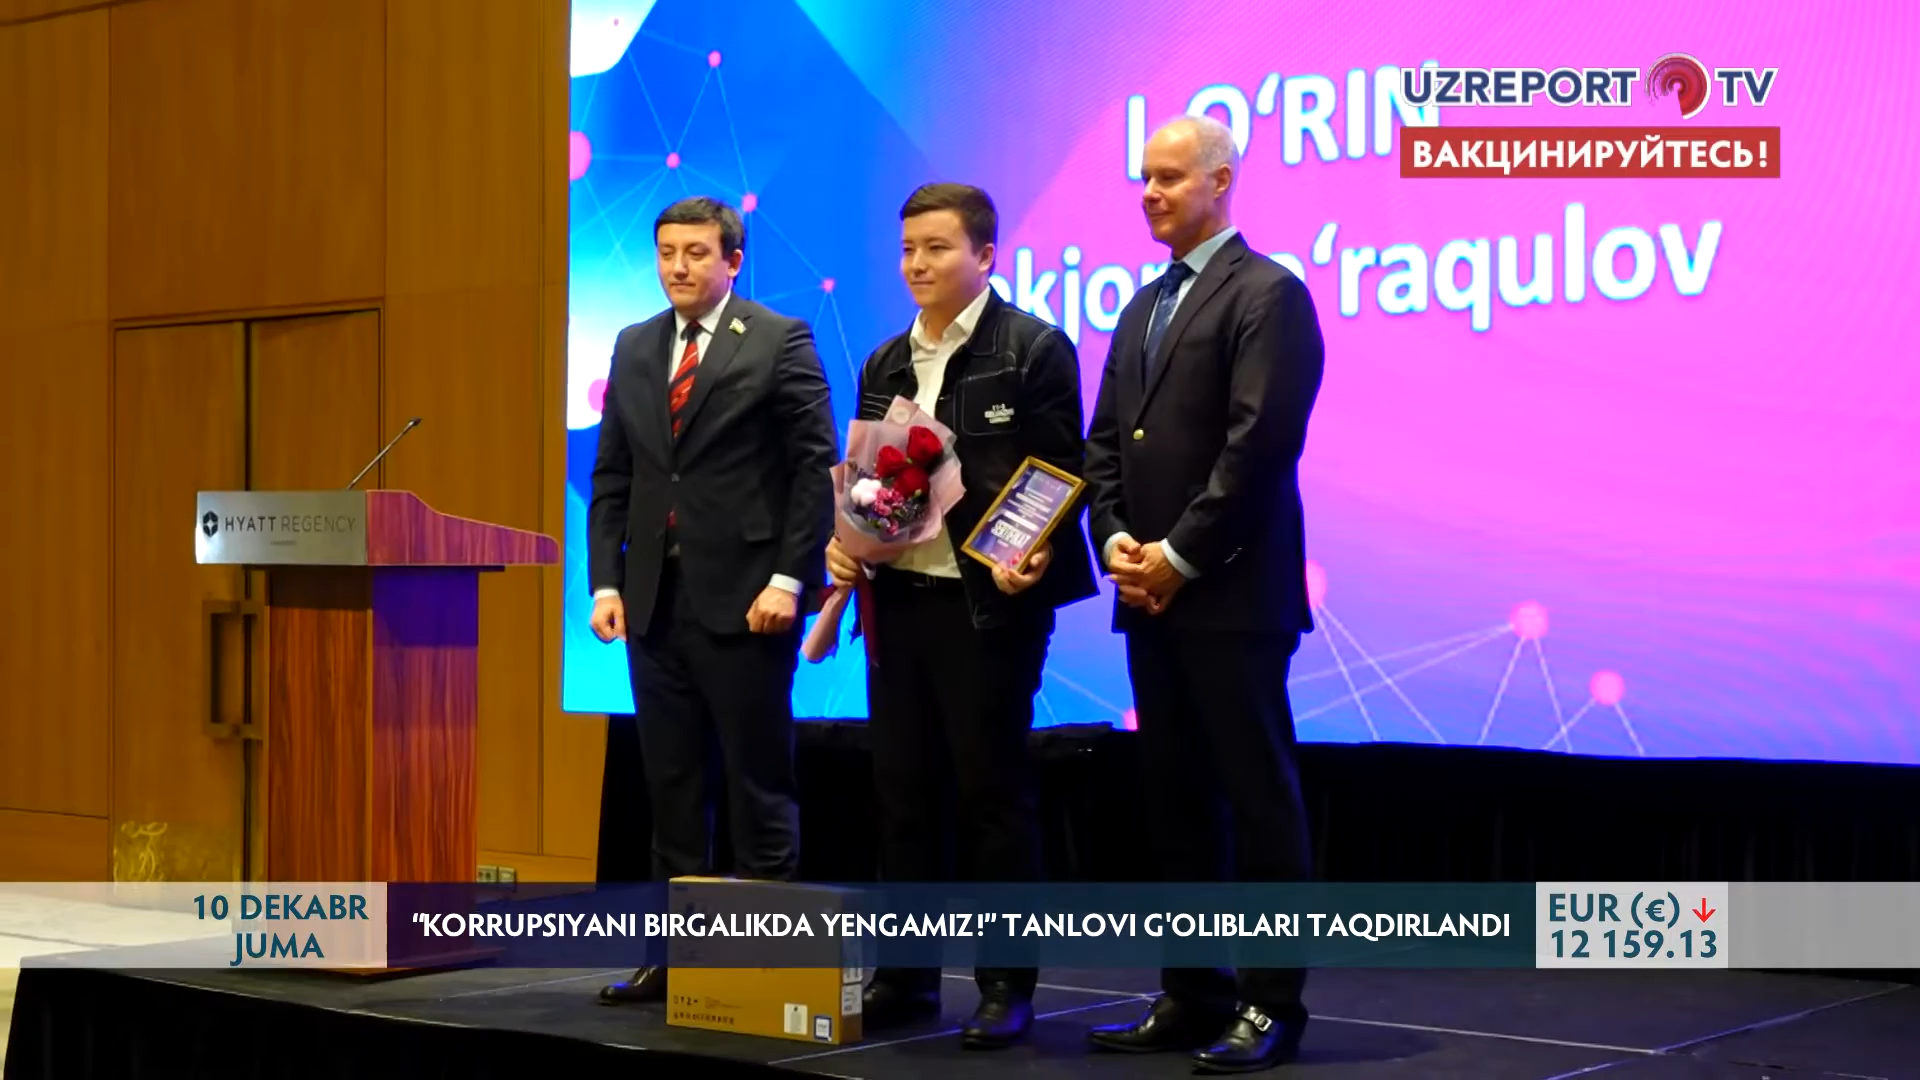 UZREPORT TV
ВАКЦИНИРУЙТЕСЬ!
O‘RIN
raqulov
HYATT REGENCY
SERTIFIKAT
10 DEKABR
JUMA
“KORRUPSIYANI BIRGALIKDA YENGAMIZ!” TANLOVI G'OLIBLARI TAQDIRLANDI
EUR (€)
12 159.13